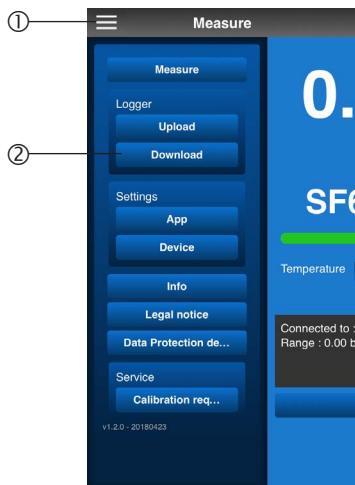 ①
Measure
Measure
0.
Logger
Upload
②
Download
SF6
Settings
App
Device
Temperature
Info
Legal notice
Connected to :
Range : 0.00 b
Data Protection de...
Service
Calibration req...
v1.2.0 - 20180423